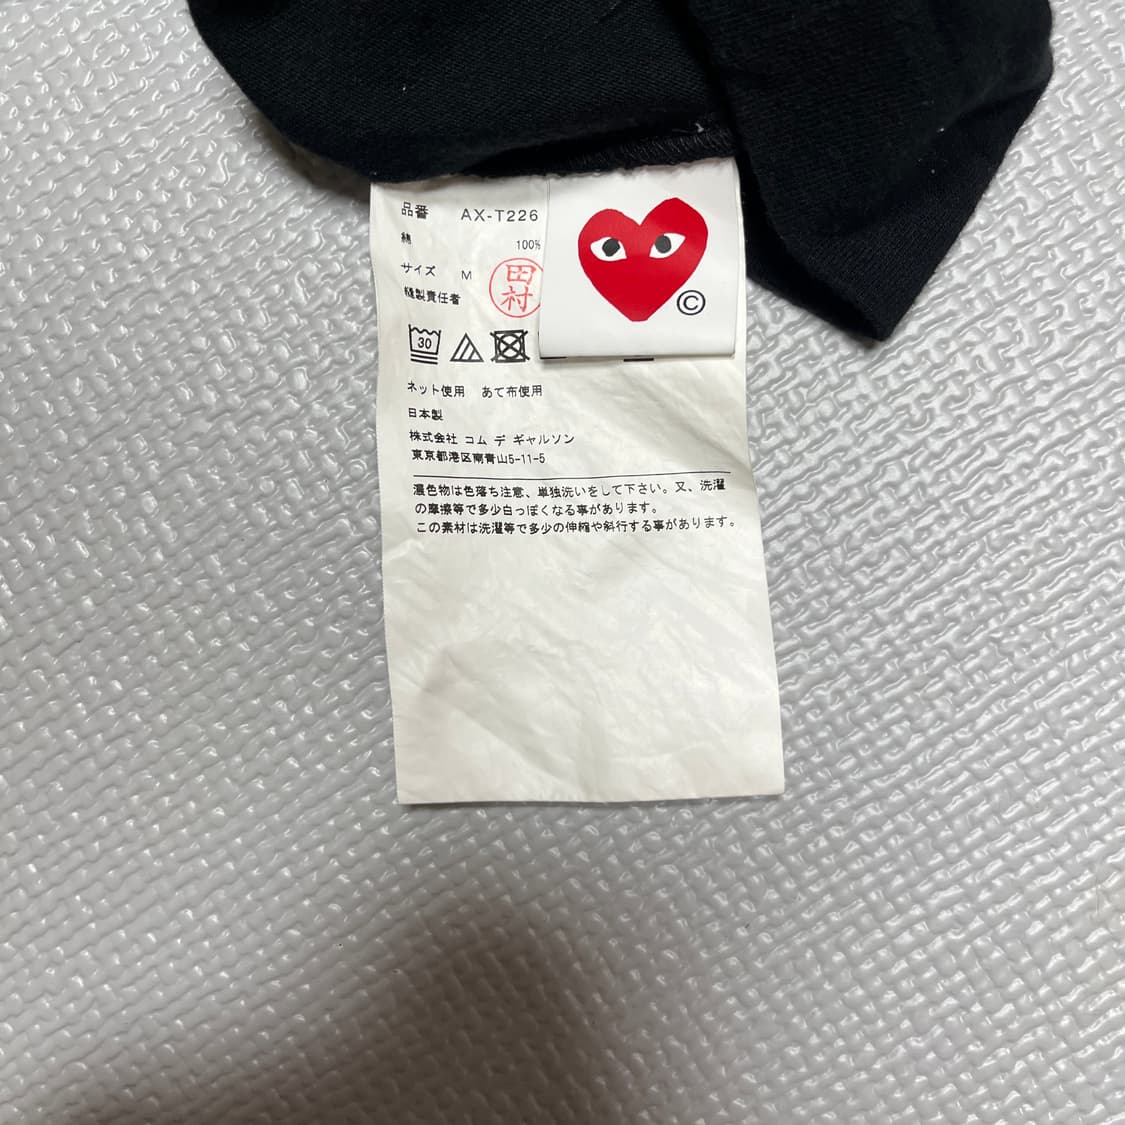 品番 AX-T226
綿 100%
サイズ M
縫製責任者 田村
30
ネット使用 あて布使用
日本製
株式会社 コム デ ギャルソン
東京都港区南青山5-11-5
濃色物は色落ち注意、単独洗いをして下さい。又、洗濯
の摩擦等で多少白っぽくなる事があります。
この素材は洗濯等で多少の伸縮や斜行する事があります。
©